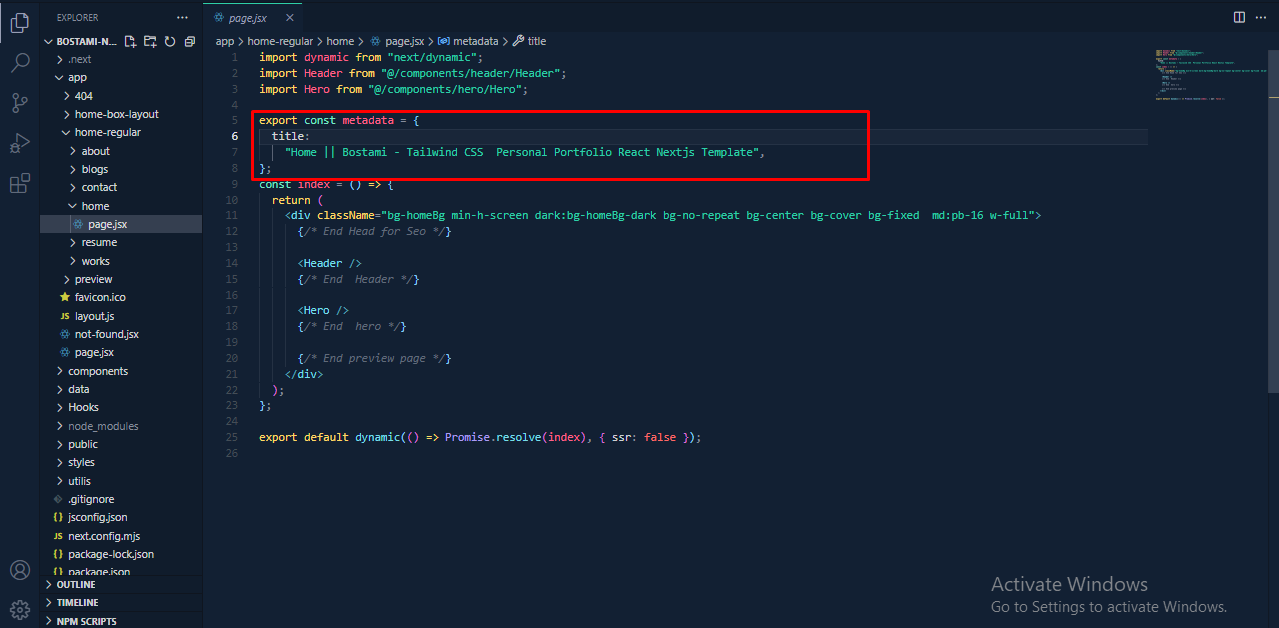 EXPLORER
···
page.jsx
···
BOSTAMI-N...
app > home-regular > home > page.jsx > metadata > title
.next
app
404
home-box-layout
home-regular
about
blogs
contact
home
page.jsx
resume
works
preview
favicon.ico
JS layout.js
not-found.jsx
page.jsx
components
data
Hooks
node_modules
public
styles
utilis
.gitignore
{} jsconfig.json
JS next.config.mjs
{} package-lock.json
{} package.json
OUTLINE
TIMELINE
NPM SCRIPTS
1 import dynamic from "next/dynamic";
2 import Header from "@/components/header/Header";
3 import Hero from "@/components/hero/Hero";
4
5 export const metadata = {
6 title:
7 "Home || Bostami - Tailwind CSS  Personal Portfolio React Nextjs Template",
8 };
9 const index = () => {
10 return (
11 <div className="bg-homeBg min-h-screen dark:bg-homeBg-dark bg-no-repeat bg-center bg-cover bg-fixed  md:pb-16 w-full">
12 {/* End Head for Seo */}
13
14 <Header />
15 {/* End  Header */}
16
17 <Hero />
18 {/* End  hero */}
19
20 {/* End preview page */}
21 </div>
22 );
23 };
24
25 export default dynamic(() => Promise.resolve(index), { ssr: false });
26
Activate Windows
Go to Settings to activate Windows.